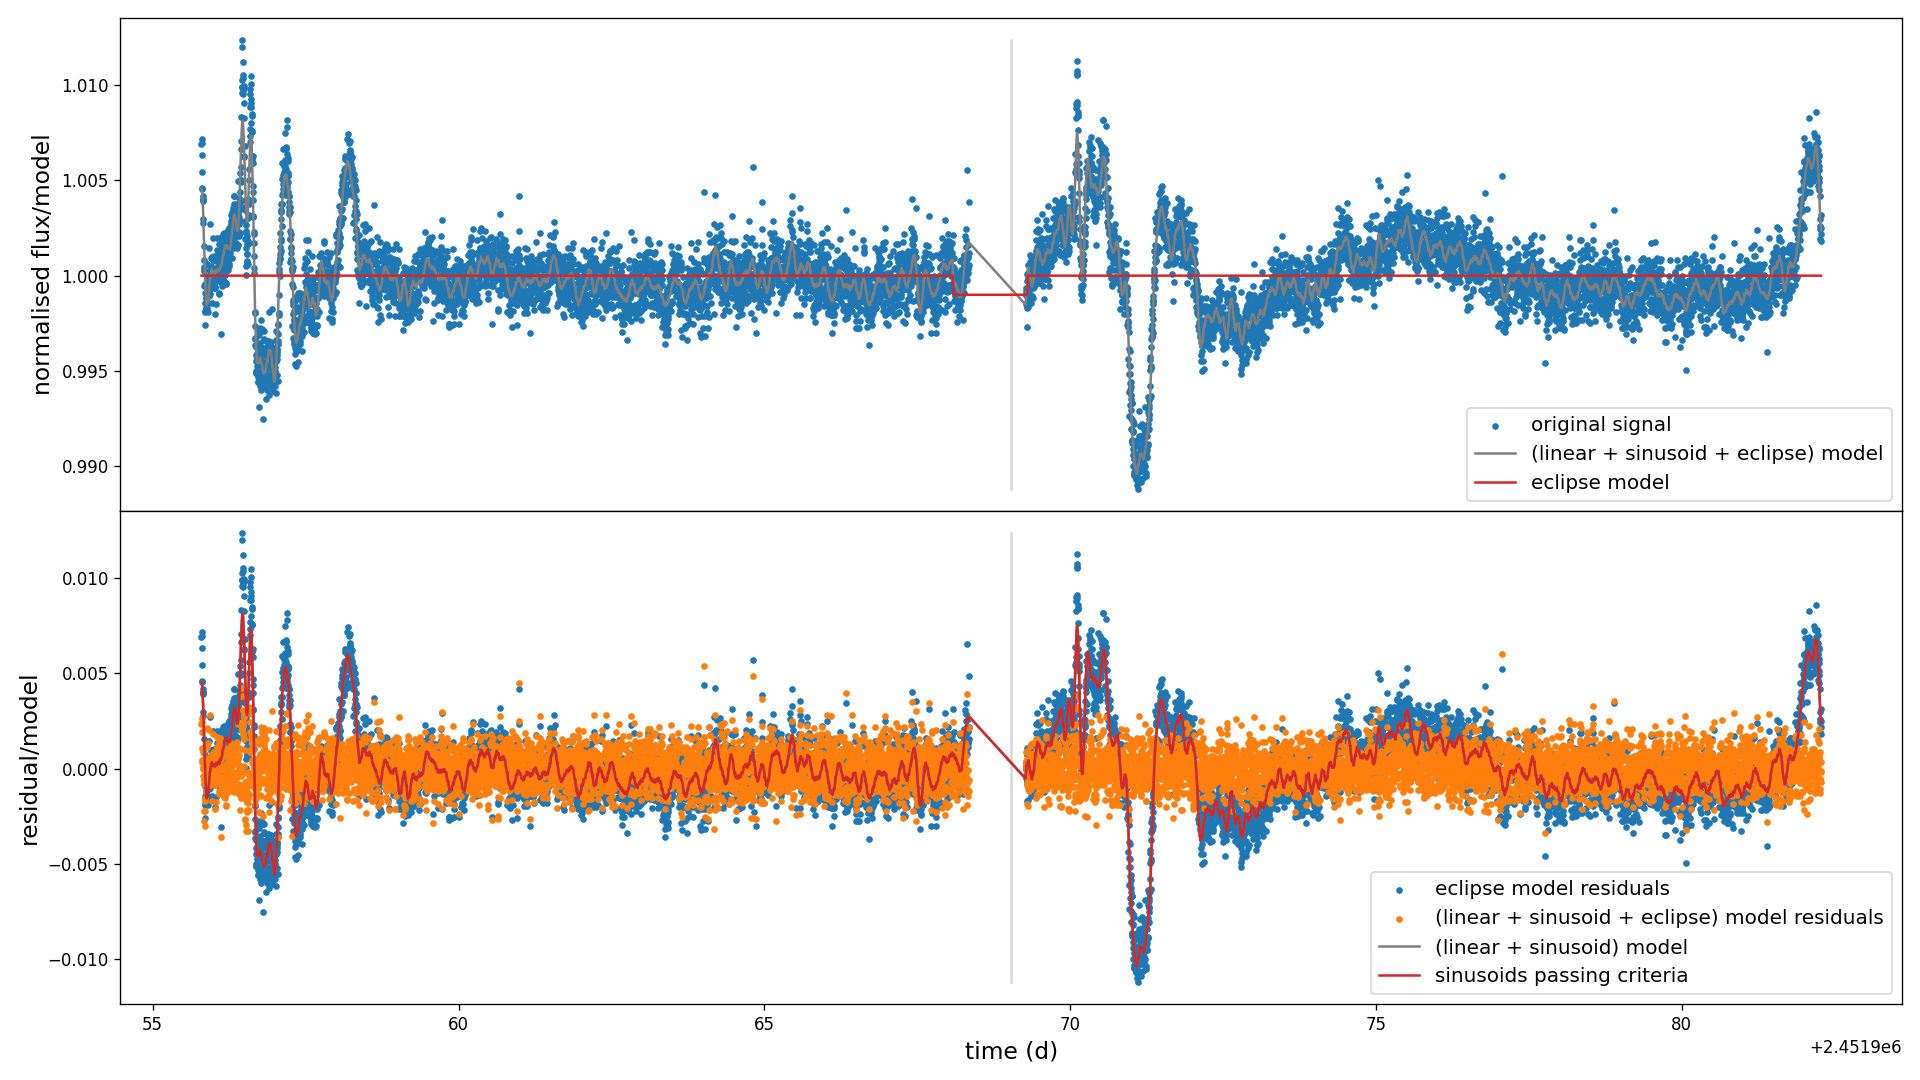 normalised flux/model
1.010
1.005
1.000
0.995
0.990
original signal
(linear + sinusoid + eclipse) model
eclipse model
residual/model
0.010
0.005
0.000
−0.005
−0.010
eclipse model residuals
(linear + sinusoid + eclipse) model residuals
(linear + sinusoid) model
sinusoids passing criteria
55 60 65 70 75 80
time (d)
+2.4519e6